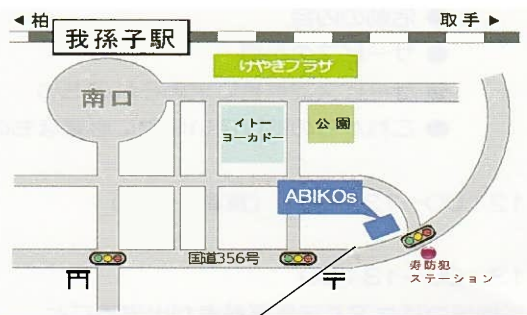 ◀ 柏
取手 ▶
我孫子駅
けやきプラザ
南口
イトー
ヨーカドー
公園
ABIKOs
国道356号
〒
寿防犯
ステーション